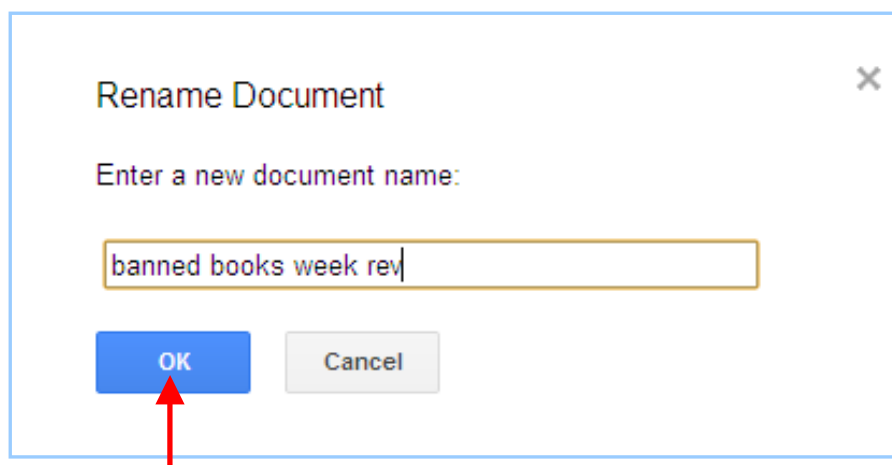 Rename Document
Enter a new document name:
banned books week rev
OK Cancel